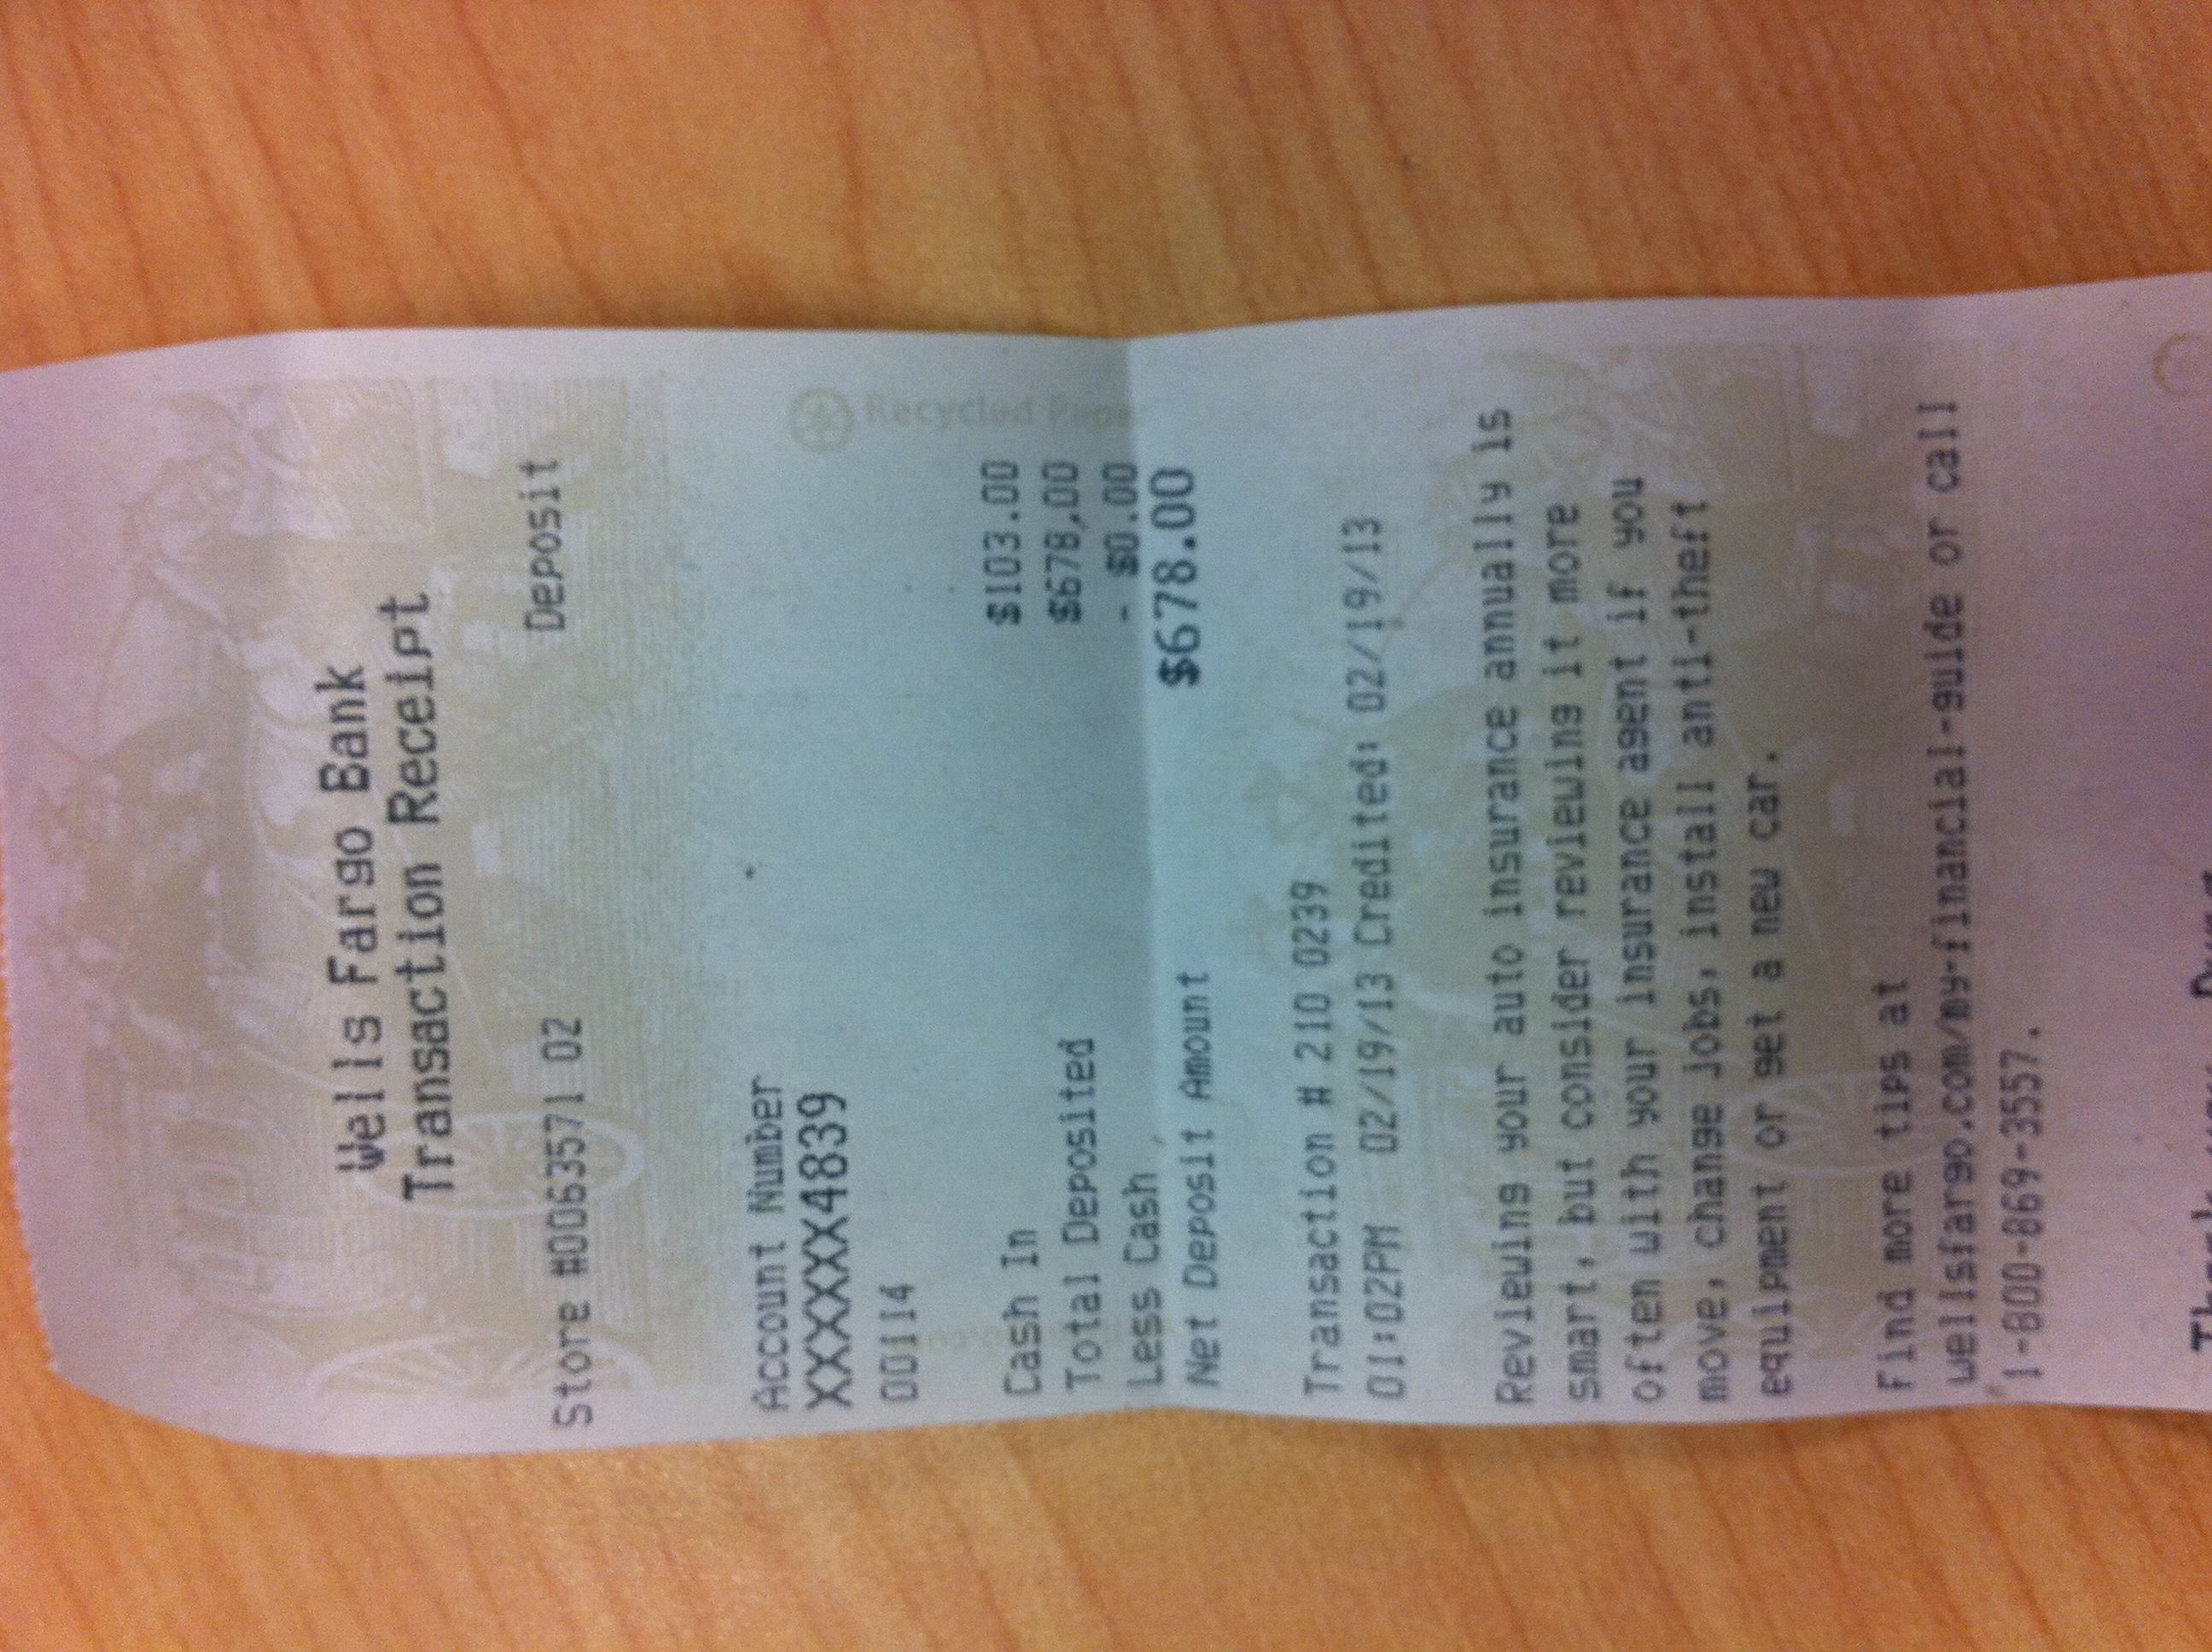 Wells Fargo Bank
Transaction Receipt
Store #0063571 02 Deposit
Account Number
XXXXXX4839
00114
Cash In $103.00
Total Deposited $678.00
Less Cash - $0.00
Net Deposit Amount $678.00
Transaction # 210 0239
01:02PM 02/19/13 Credited: 02/19/13
Reviewing your auto insurance annually is
smart, but consider reviewing it more
often with your insurance agent if you
move, change jobs, install anti-theft
equipment or get a new car.
Find more tips at
wellsfargo.com/my-financial-guide or call
1-800-869-3557.
Thank you,
Recycled Paper